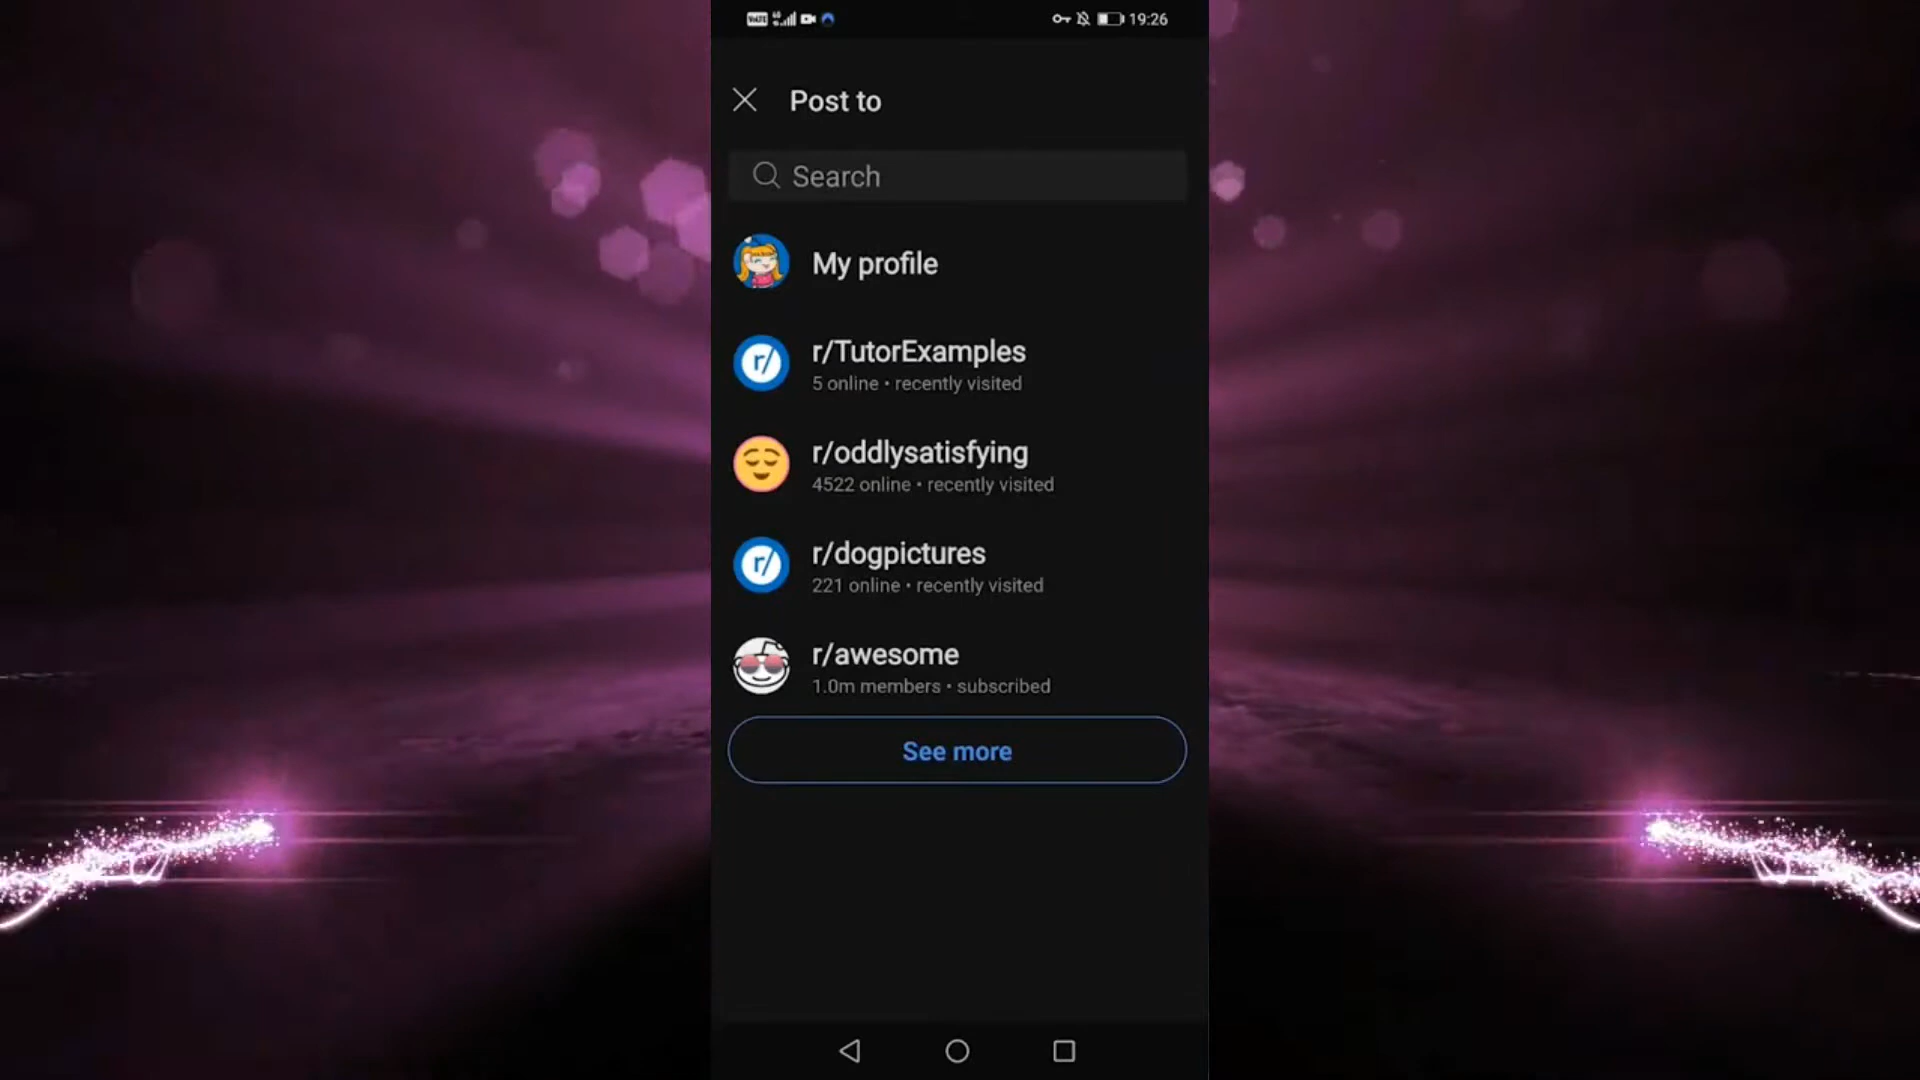 VoLTE 19:26
Post to
Search
My profile
r/ r/TutorExamples
5 online • recently visited
r/oddlysatisfying
4522 online • recently visited
r/ r/dogpictures
221 online • recently visited
r/awesome
1.0m members • subscribed
See more